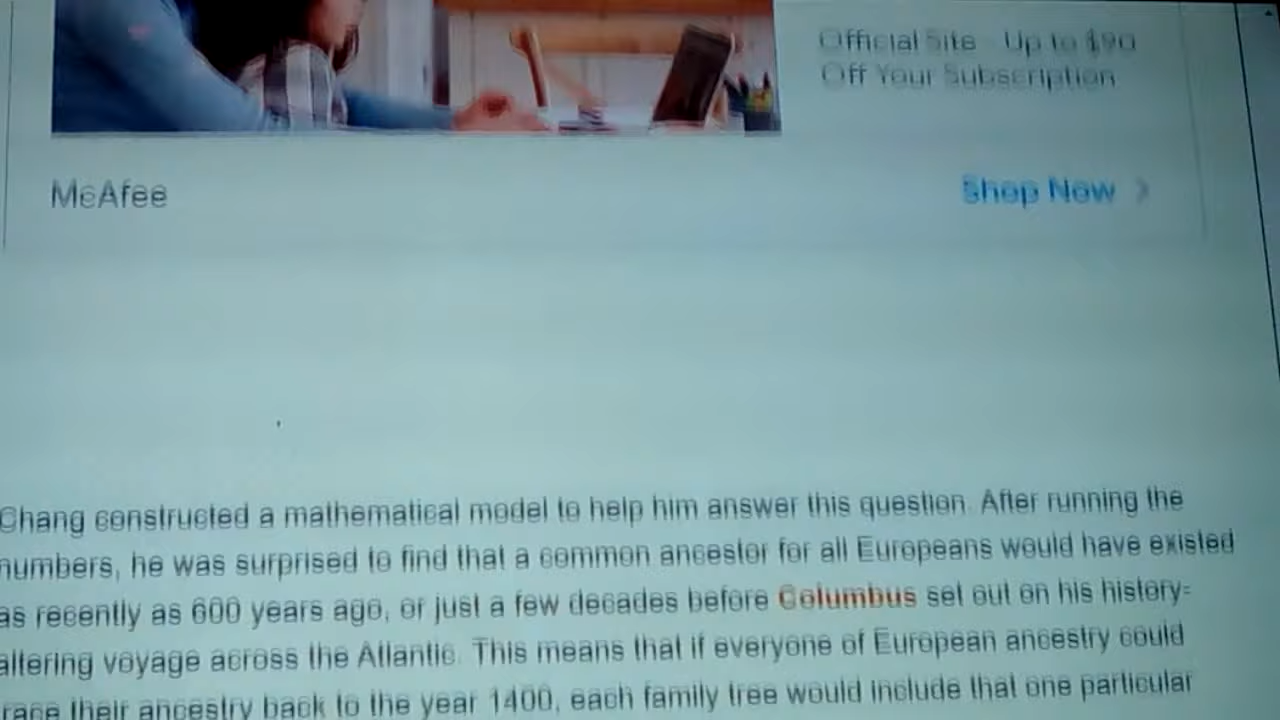 Official Site - Up to $90
Off Your Subscription
McAfee
Shop Now
Chang constructed a mathematical model to help him answer this question. After running the
numbers, he was surprised to find that a common ancestor for all Europeans would have existed
as recently as 600 years ago, or just a few decades before Columbus set out on his history-
altering voyage across the Atlantic. This means that if everyone of European ancestry could
trace their ancestry back to the year 1400, each family tree would include that one particular